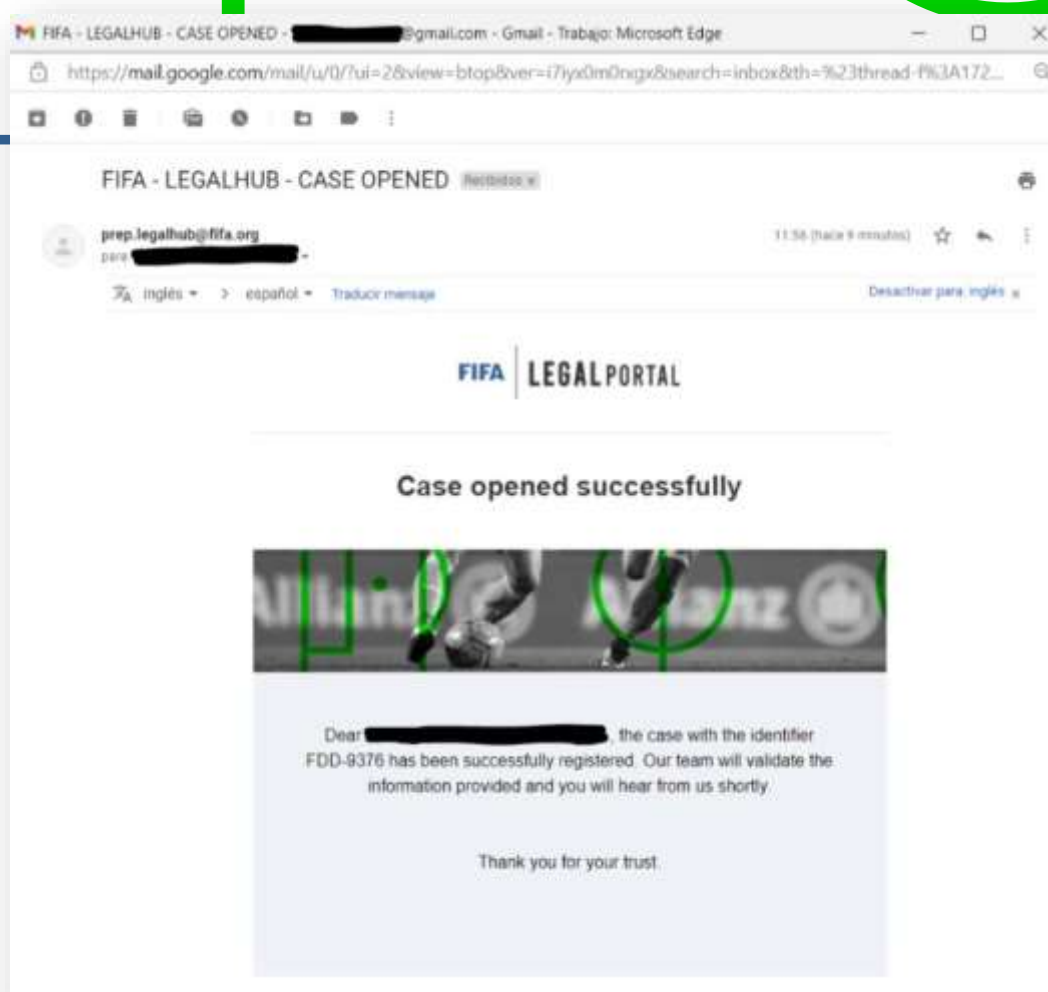 FIFA - LEGALHUB - CASE OPENED - @gmail.com - Gmail - Trabajo: Microsoft Edge
https://mail.google.com/mail/u/0/?ui=2&view=btop&ver=i7iyx0m0nxgx&search=inbox&th=%23thread-f%3A172...
FIFA - LEGALHUB - CASE OPENED Recibidos x
prep.legalhub@fifa.org 11:56 (hace 9 minutos)
para
inglés > español Traducir mensaje Desactivar para: inglés x
FIFA LEGALPORTAL
Case opened successfully
Allianz Allianz
Dear , the case with the identifier
FDD-9376 has been successfully registered. Our team will validate the
information provided and you will hear from us shortly
Thank you for your trust.